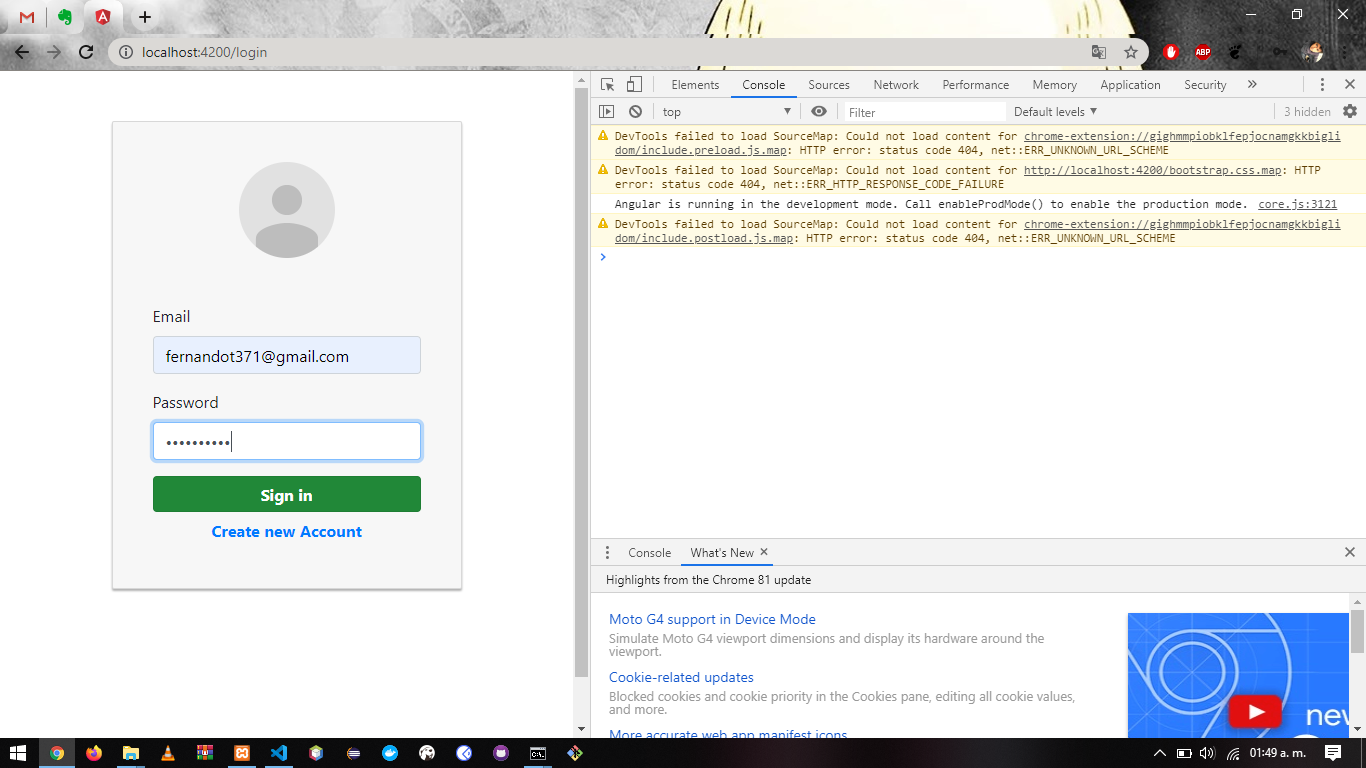 localhost:4200/login
ABP
Elements
Console
Sources
Network
Performance
Memory
Application
Security
top
Filter
Default levels
3 hidden
DevTools failed to load SourceMap: Could not load content for chrome-extension://gighmmpiobklfepjocnamgkkbigli
dom/include.preload.js.map: HTTP error: status code 404, net::ERR_UNKNOWN_URL_SCHEME
DevTools failed to load SourceMap: Could not load content for http://localhost:4200/bootstrap.css.map: HTTP
error: status code 404, net::ERR_HTTP_RESPONSE_CODE_FAILURE
Angular is running in the development mode. Call enableProdMode() to enable the production mode. core.js:3121
DevTools failed to load SourceMap: Could not load content for chrome-extension://gighmmpiobklfepjocnamgkkbigli
dom/include.postload.js.map: HTTP error: status code 404, net::ERR_UNKNOWN_URL_SCHEME
Email
fernandot371@gmail.com
Password
••••••••••
Sign in
Create new Account
Console
What's New
Highlights from the Chrome 81 update
Moto G4 support in Device Mode
Simulate Moto G4 viewport dimensions and display its hardware around the
viewport.
Cookie-related updates
Blocked cookies and cookie priority in the Cookies pane, editing all cookie values,
and more.
More accurate web app manifest icons
new
01:49 a. m.